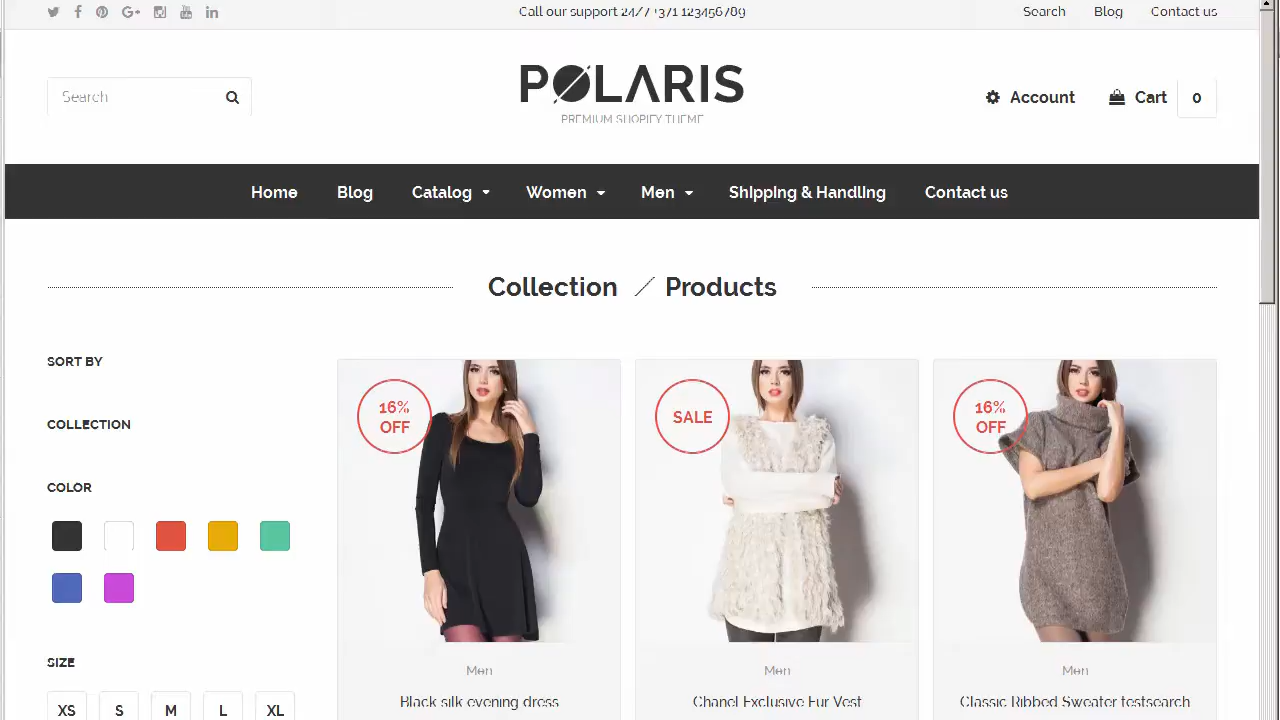 Call our support 24/7 +371 123456789
Search Blog Contact us
Search
POLARIS
PREMIUM SHOPIFY THEME
Account Cart 0
Home Blog Catalog Women Men Shipping & Handling Contact us
Collection / Products
SORT BY
COLLECTION
COLOR
SIZE
XS S M L XL
16%
OFF
SALE
16%
OFF
Men
Black silk evening dress
Men
Chanel Exclusive Fur Vest
Men
Classic Ribbed Sweater testsearch